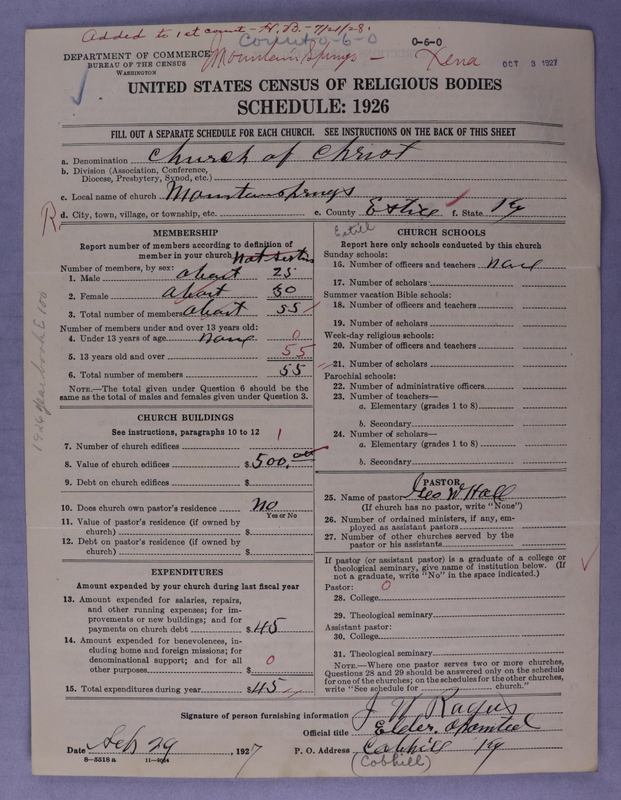 Added to 1st count - H.B. - 7/21/28.
Count 0-6-0
0-6-0
DEPARTMENT OF COMMERCE
BUREAU OF THE CENSUS
WASHINGTON
Mountain Springs - Xena
OCT 3 1927
UNITED STATES CENSUS OF RELIGIOUS BODIES
SCHEDULE: 1926
FILL OUT A SEPARATE SCHEDULE FOR EACH CHURCH. SEE INSTRUCTIONS ON THE BACK OF THIS SHEET
a. Denomination Church of Christ
b. Division (Association, Conference,
Diocese, Presbytery, Synod, etc.)
c. Local name of church Mountain Springs
d. City, town, village, or township, etc. e. County Estill f. State Ky
R
Estill
1926 yearbook E 100
MEMBERSHIP
Report number of members according to definition of
member in your church
Number of members by sex:
1. Male about 25
2. Female about 30
3. Total number of members about 55
Number of members under and over 13 years old:
4. Under 13 years of age none 0
5. 13 years old and over 55
6. Total number of members 55
NOTE.—The total given under Question 6 should be the
same as the total of males and females given under Question 3.
CHURCH BUILDINGS
See instructions, paragraphs 10 to 12
7. Number of church edifices 1
8. Value of church edifices $500.00
9. Debt on church edifices $
10. Does church own pastor's residence No
Yes or No
11. Value of pastor's residence (if owned by
church) $
12. Debt on pastor's residence (if owned by
church) $
EXPENDITURES
Amount expended by your church during last fiscal year
13. Amount expended for salaries, repairs,
and other running expenses; for im-
provements or new buildings; and for
payments on church debt $45
14. Amount expended for benevolences, in-
cluding home and foreign missions; for
denominational support; and for all
other purposes $ 0
15. Total expenditures during year $45
CHURCH SCHOOLS
Report here only schools conducted by this church
Sunday schools:
16. Number of officers and teachers none
17. Number of scholars
Summer vacation Bible schools:
18. Number of officers and teachers
19. Number of scholars
Week-day religious schools:
20. Number of officers and teachers
21. Number of scholars
Parochial schools:
22. Number of administrative officers
23. Number of teachers—
a. Elementary (grades 1 to 8)
b. Secondary
24. Number of scholars—
a. Elementary (grades 1 to 8)
b. Secondary
PASTOR
25. Name of pastor Geo W Hall
(If church has no pastor, write "None")
26. Number of ordained ministers, if any, em-
ployed as assistant pastors
27. Number of other churches served by the
pastor or his assistants
If pastor (or assistant pastor) is a graduate of a college or
theological seminary, give name of institution below. (If
not a graduate, write "No" in the space indicated.)
Pastor: 0
28. College
29. Theological seminary
Assistant pastor:
30. College
31. Theological seminary
NOTE.—Where one pastor serves two or more churches,
Questions 28 and 29 should be answered only on the schedule
for one of the churches; on the schedules for the other churches,
write "See schedule for church."
Signature of person furnishing information J W
Official title Elder
Date Sep 29, 1927 P. O. Address Cobhill Ky
8-5518 a 11-9024 (Cobhill)